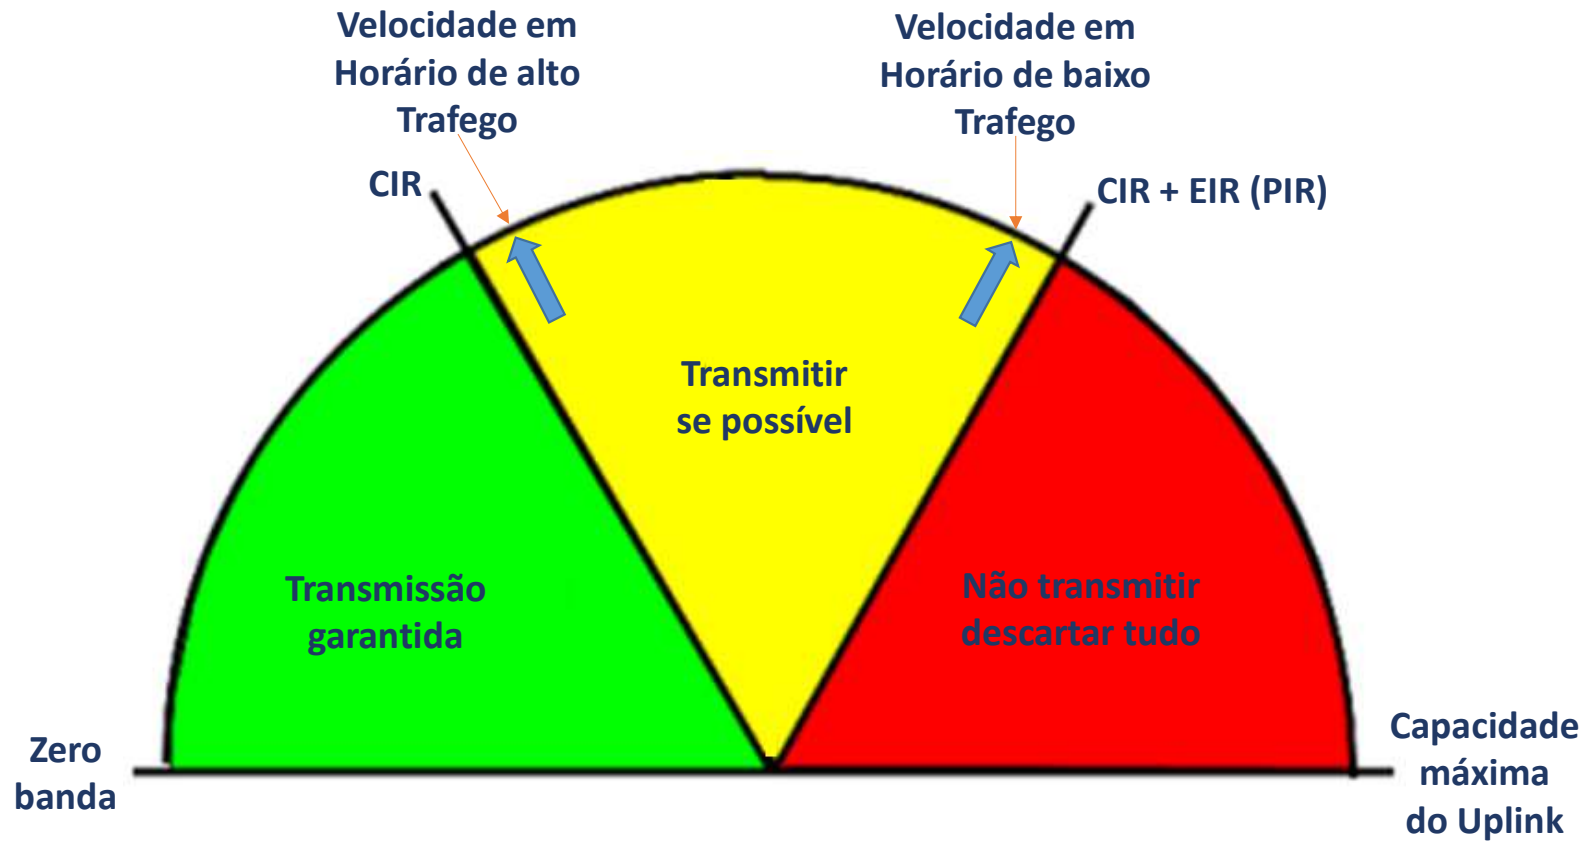 Velocidade em
Horário de alto
Trafego
Velocidade em
Horário de baixo
Trafego
CIR
CIR + EIR (PIR)
Transmitir
se possível
Transmissão
garantida
Não transmitir
descartar tudo
Zero
banda
Capacidade
máxima
do Uplink